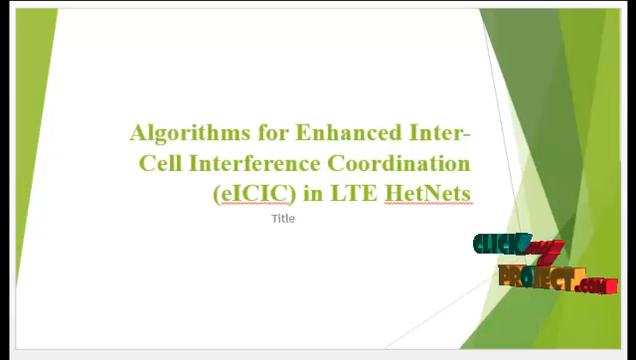 Algorithms for Enhanced Inter-
Cell Interference Coordination
(eICIC) in LTE HetNets
Title
CLICK
PROJECT.COM